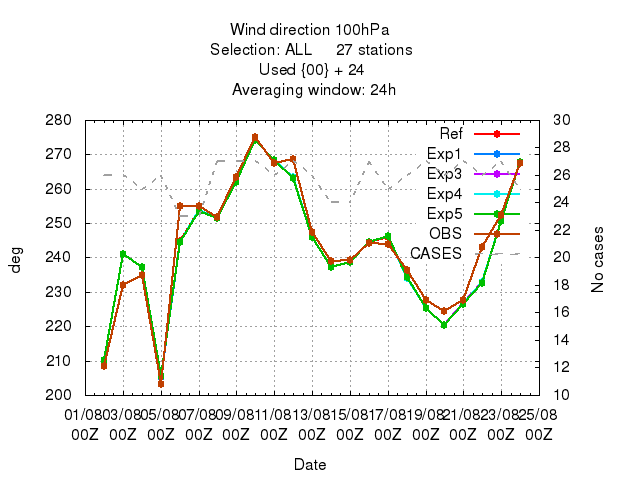 Wind direction 100hPa
Selection: ALL 27 stations
Used {00} + 24
Averaging window: 24h
280 30
270 28
260 26
250 24
240 22
230 20
220 18
210 16
200 14
12
10
deg
No cases
Ref
Exp1
Exp3
Exp4
Exp5
OBS
CASES
01/08 03/08 05/08 07/08 09/08 11/08 13/08 15/08 17/08 19/08 21/08 23/08 25/08
00Z 00Z 00Z 00Z 00Z 00Z 00Z 00Z 00Z 00Z 00Z 00Z 00Z
Date